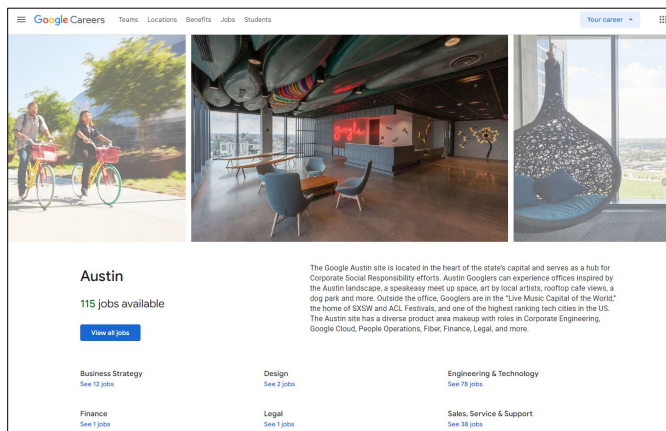 Google Careers Teams Locations Benefits Jobs Students Your career
google
Austin
115 jobs available
View all jobs
The Google Austin site is located in the heart of the state's capital and serves as a hub for
Corporate Social Responsibility efforts. Austin Googlers can experience offices inspired by
the Austin landscape, a speakeasy meet up space, art by local artists, rooftop cafe views, a
dog park and more. Outside the office, Googlers are in the "Live Music Capital of the World,"
the home of SXSW and ACL Festivals, and one of the highest ranking tech cities in the US.
The Austin site has a diverse product area makeup with roles in Corporate Engineering,
Google Cloud, People Operations, Fiber, Finance, Legal, and more.
Business Strategy
See 12 jobs
Design
See 2 jobs
Engineering & Technology
See 78 jobs
Finance
See 1 jobs
Legal
See 1 jobs
Sales, Service & Support
See 38 jobs